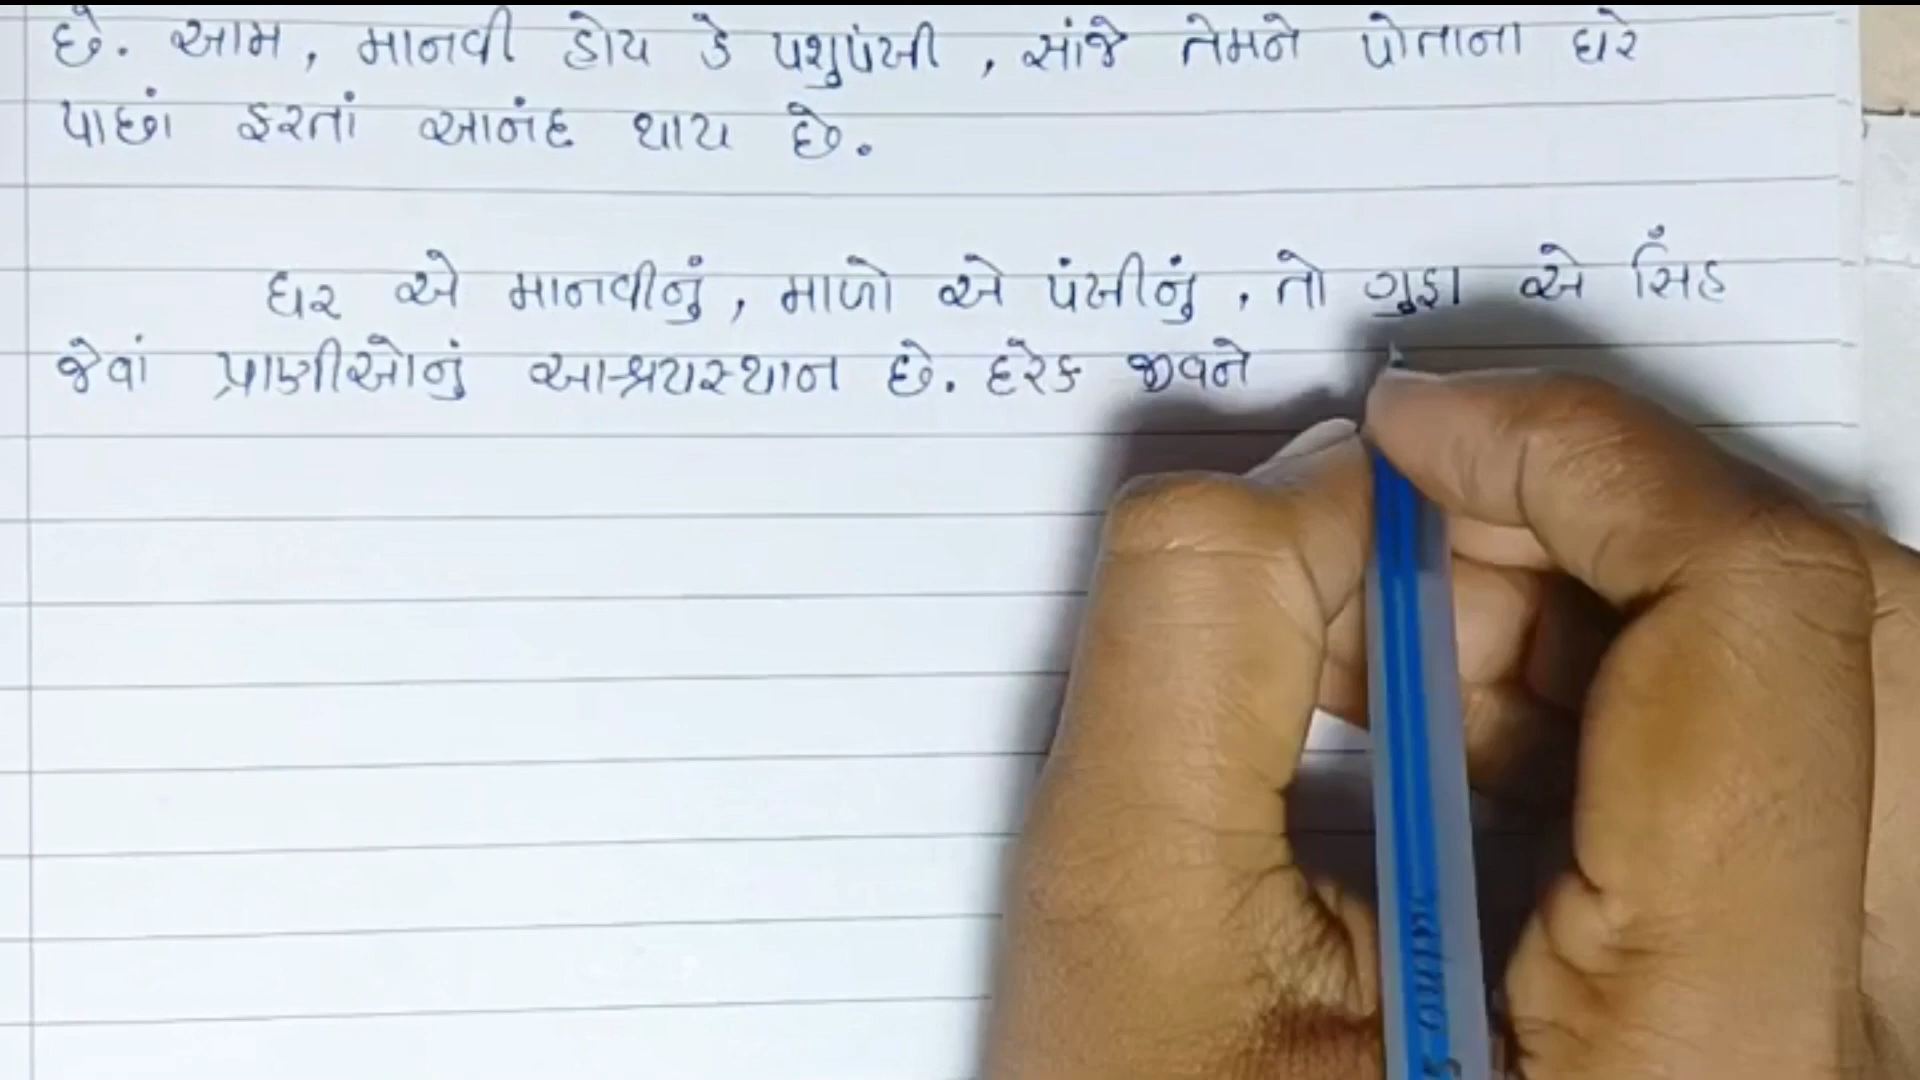 છે. આમ, માનવી હોય કે પશુપંખી, સાંજે તેમને પોતાના ઘરે
પાછાં ફરતાં આનંદ થાય છે.
ઘર એ માનવીનું, માળો એ પંખીનું, તો ગુફા એ સિંહ
જેવાં પ્રાણીઓનું આશ્રયસ્થાન છે. દરેક જીવને